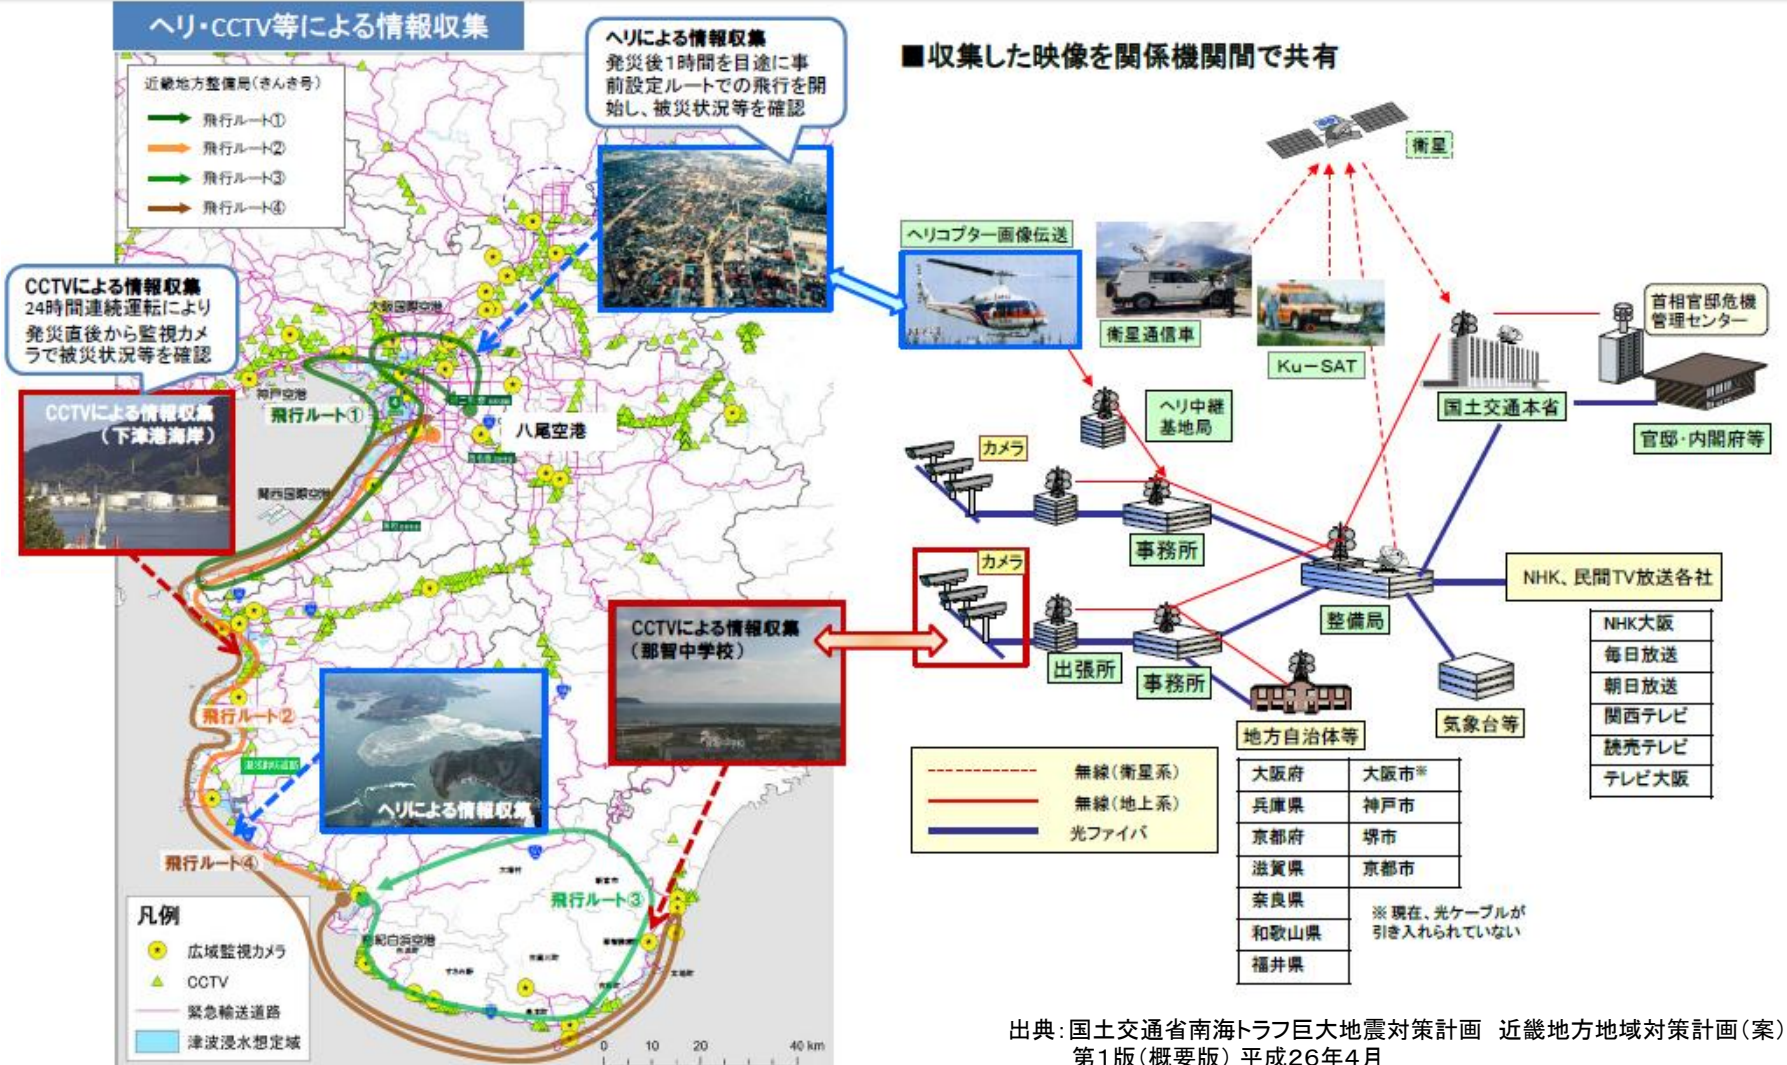 ヘリ・CCTV等による情報収集
近畿地方整備局(きんき号)
飛行ルート①
飛行ルート②
飛行ルート③
飛行ルート④
ヘリによる情報収集
発災後1時間を目途に事
前設定ルートでの飛行を開
始し、被災状況等を確認
CCTVによる情報収集
24時間連続運転により
発災直後から監視カメ
ラで被災状況等を確認
CCTVによる情報収集
(下津港海岸)
大阪国際空港
神戸空港
飛行ルート①
八尾空港
関西国際空港
飛行ルート②
CCTVによる情報収集
(那智中学校)
ヘリによる情報収集
飛行ルート④
飛行ルート③
南紀白浜空港
すさみ町
太地町
凡例
広域監視カメラ
CCTV
緊急輸送道路
津波浸水想定域
0 10 20 40 km
■収集した映像を関係機関間で共有
衛星
ヘリコプター画像伝送
衛星通信車
Ku-SAT
首相官邸危機
管理センター
国土交通本省
官邸・内閣府等
ヘリ中継
基地局
カメラ
事務所
カメラ
出張所
事務所
整備局
NHK、民間TV放送各社
NHK大阪
毎日放送
朝日放送
関西テレビ
読売テレビ
テレビ大阪
気象台等
地方自治体等
大阪府 大阪市※
兵庫県 神戸市
京都府 堺市
滋賀県 京都市
奈良県
和歌山県
福井県
※ 現在、光ケーブルが
引き入れられていない
無線(衛星系)
無線(地上系)
光ファイバ
出典:国土交通省南海トラフ巨大地震対策計画 近畿地方地域対策計画(案)
第1版(概要版) 平成26年4月